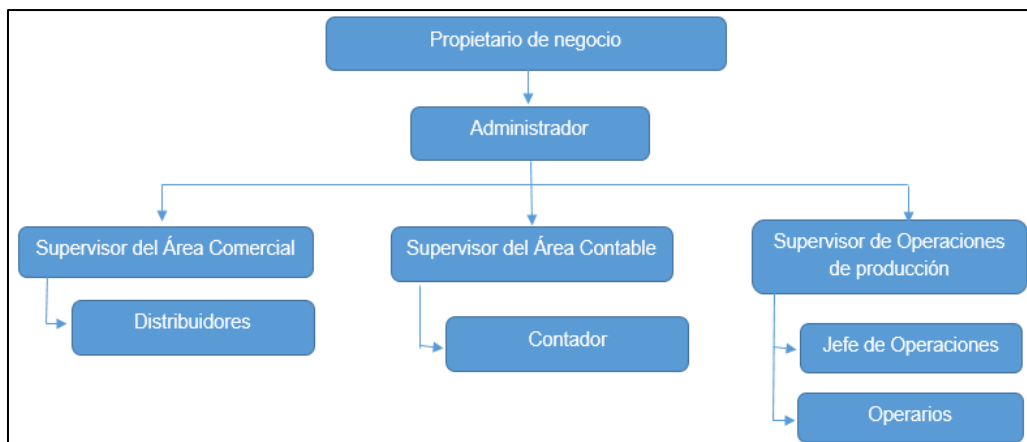 Propietario de negocio
Administrador
Supervisor del Área Comercial
Distribuidores
Supervisor del Área Contable
Contador
Supervisor de Operaciones
de producción
Jefe de Operaciones
Operarios